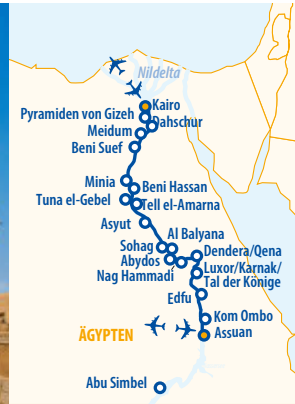 Nildelta
Kairo
Pyramiden von Gizeh
Dahschur
Meidum
Beni Suef
Minia
Beni Hassan
Tuna el-Gebel
Tell el-Amarna
Asyut
Al Balyana
Sohag
Dendera/Qena
Abydos
Luxor/Karnak/
Nag Hammadi
Tal der Könige
Edfu
Kom Ombo
ÄGYPTEN
Assuan
Abu Simbel